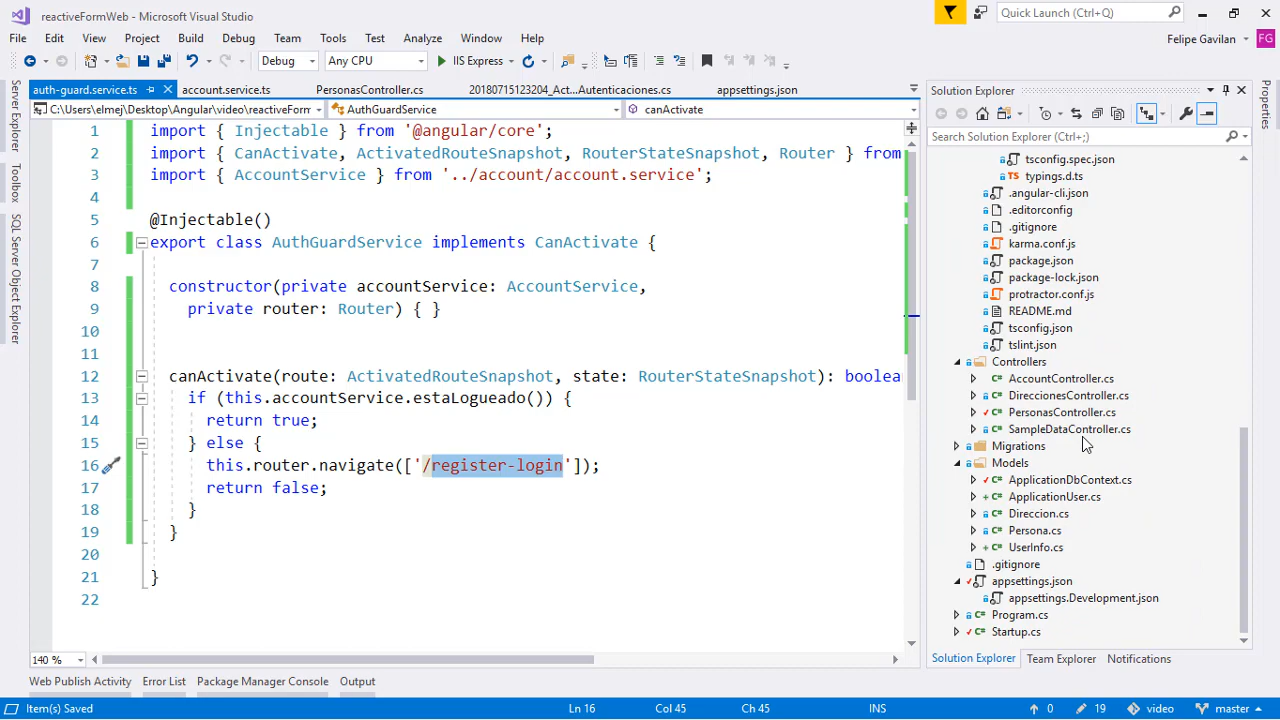 reactiveFormWeb - Microsoft Visual Studio
Quick Launch (Ctrl+Q)
File Edit View Project Build Debug Team Tools Test Analyze Window Help
Felipe Gavilan FG
Debug Any CPU IIS Express
auth-guard.service.ts account.service.ts PersonasController.cs 20180715123204_Act...Autenticaciones.cs appsettings.json
C:\Users\elmej\Desktop\Angular\video\reactiveForm AuthGuardService canActivate
1 import { Injectable } from '@angular/core';
2 import { CanActivate, ActivatedRouteSnapshot, RouterStateSnapshot, Router } from
3 import { AccountService } from '../account/account.service';
4
5 @Injectable()
6 export class AuthGuardService implements CanActivate {
7
8 constructor(private accountService: AccountService,
9 private router: Router) { }
10
11
12 canActivate(route: ActivatedRouteSnapshot, state: RouterStateSnapshot): boolean
13 if (this.accountService.estaLogueado()) {
14 return true;
15 } else {
16 this.router.navigate(['/register-login']);
17 return false;
18 }
19 }
20
21 }
22
140 %
Server Explorer
Toolbox
SQL Server Object Explorer
Solution Explorer
Search Solution Explorer (Ctrl+;)
tsconfig.spec.json
TS typings.d.ts
.angular-cli.json
.editorconfig
.gitignore
karma.conf.js
package.json
package-lock.json
protractor.conf.js
README.md
tsconfig.json
tslint.json
Controllers
C# AccountController.cs
C# DireccionesController.cs
C# PersonasController.cs
C# SampleDataController.cs
Migrations
Models
C# ApplicationDbContext.cs
C# ApplicationUser.cs
C# Direccion.cs
C# Persona.cs
C# UserInfo.cs
.gitignore
appsettings.json
appsettings.Development.json
C# Program.cs
C# Startup.cs
Solution Explorer Team Explorer Notifications
Properties
Web Publish Activity Error List Package Manager Console Output
Item(s) Saved Ln 16 Col 45 Ch 45 INS 0 19 video master